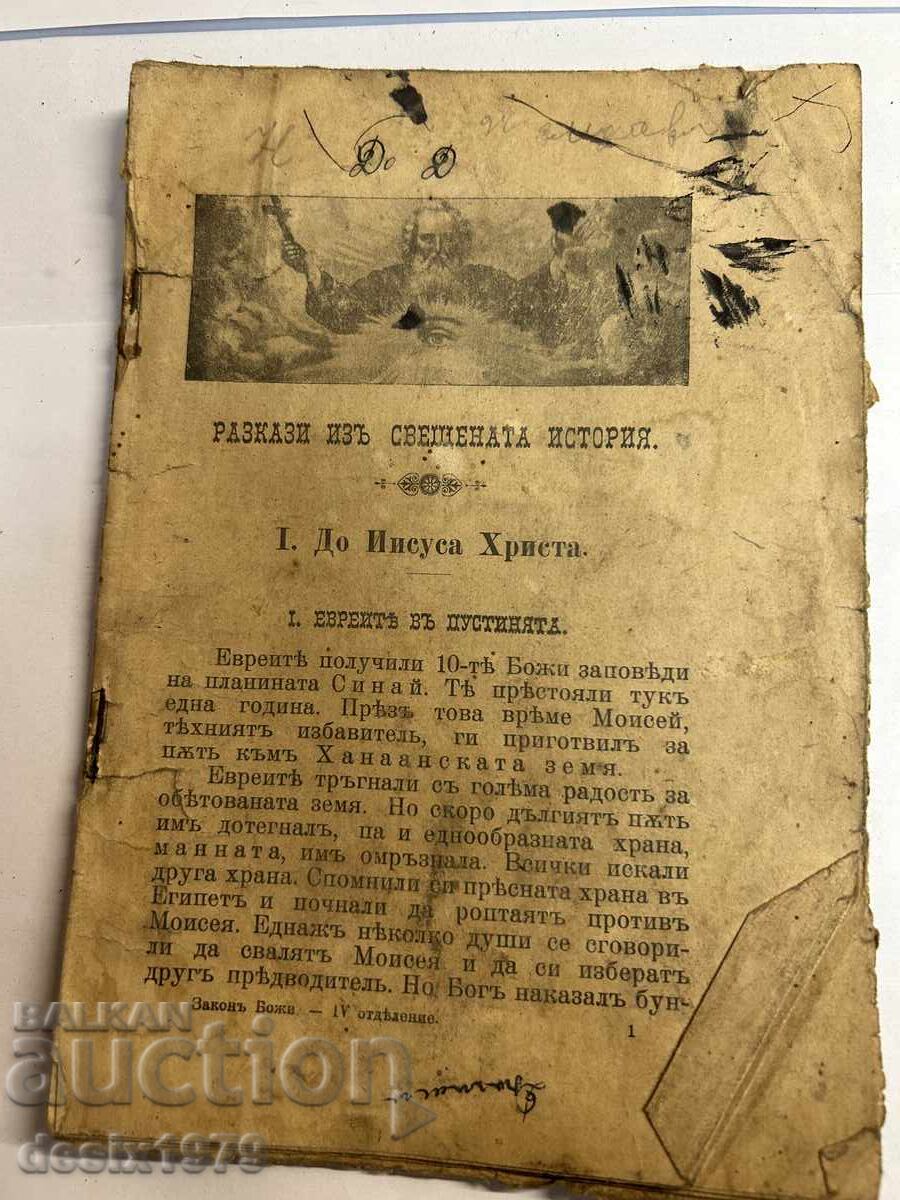 До Д
РАЗКАЗИ ИЗЪ СВЕЩЕНАТА ИСТОРИЯ.
I. До Иисуса Христа.
I. ЕВРЕИТѢ ВЪ ПУСТИНЯТА.
Евреитѣ получили 10-тѣ Божи заповѣди
на планината Синай. Тѣ прѣстояли тукъ
една година. Прѣзъ това врѣме Моисей,
тѣхниятъ избавитель, ги приготвилъ за
пѫть къмъ Ханаанската земя.
Евреитѣ тръгнали съ голѣма радость за
обѣтованата земя. Но скоро дългиятъ пѫть
имъ дотегналъ, па и еднообразната храна,
манната, имъ омръзнала. Всички искали
друга храна. Спомнили си прѣсната храна въ
Египетъ и почнали да роптаятъ противъ
Моисея. Еднажъ нѣколко души се сговори-
ли да свалятъ Моисея и да си избератъ
другъ прѣдводитель. Но Богъ наказалъ бун-
Законъ Божи. — IV отдѣление.
1
BALKAN
auction
desix1979